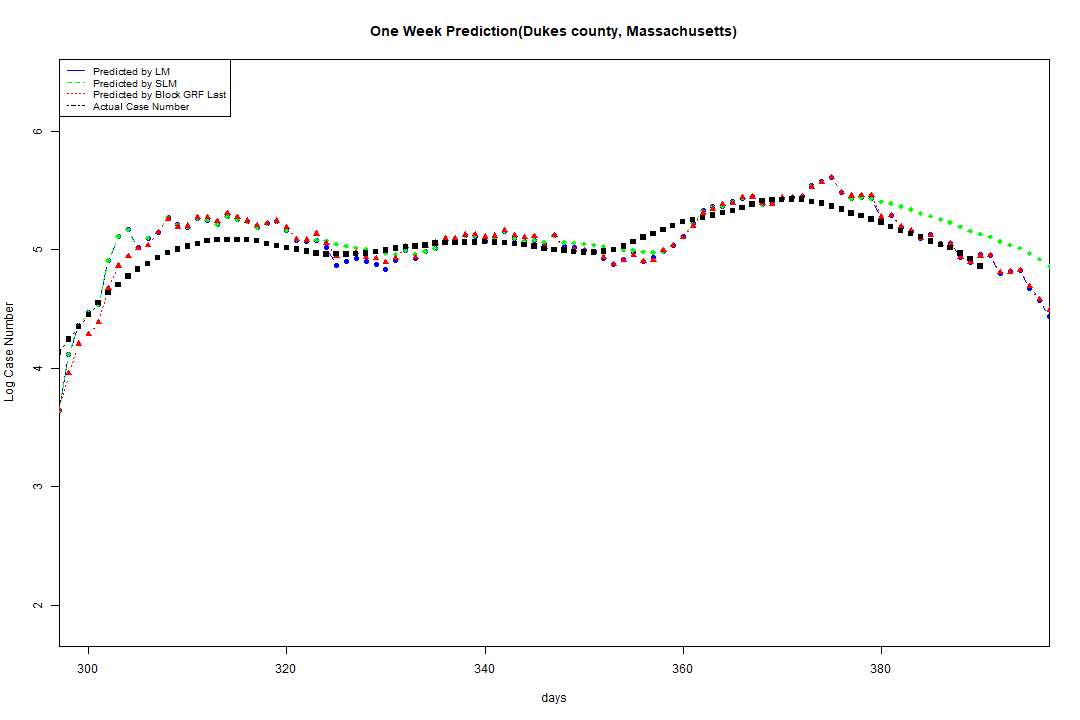 One Week Prediction(Dukes county, Massachusetts)
Predicted by LM
Predicted by SLM
Predicted by Block GRF Last
Actual Case Number
6
5
4
3
2
Log Case Number
300 320 340 360 380
days